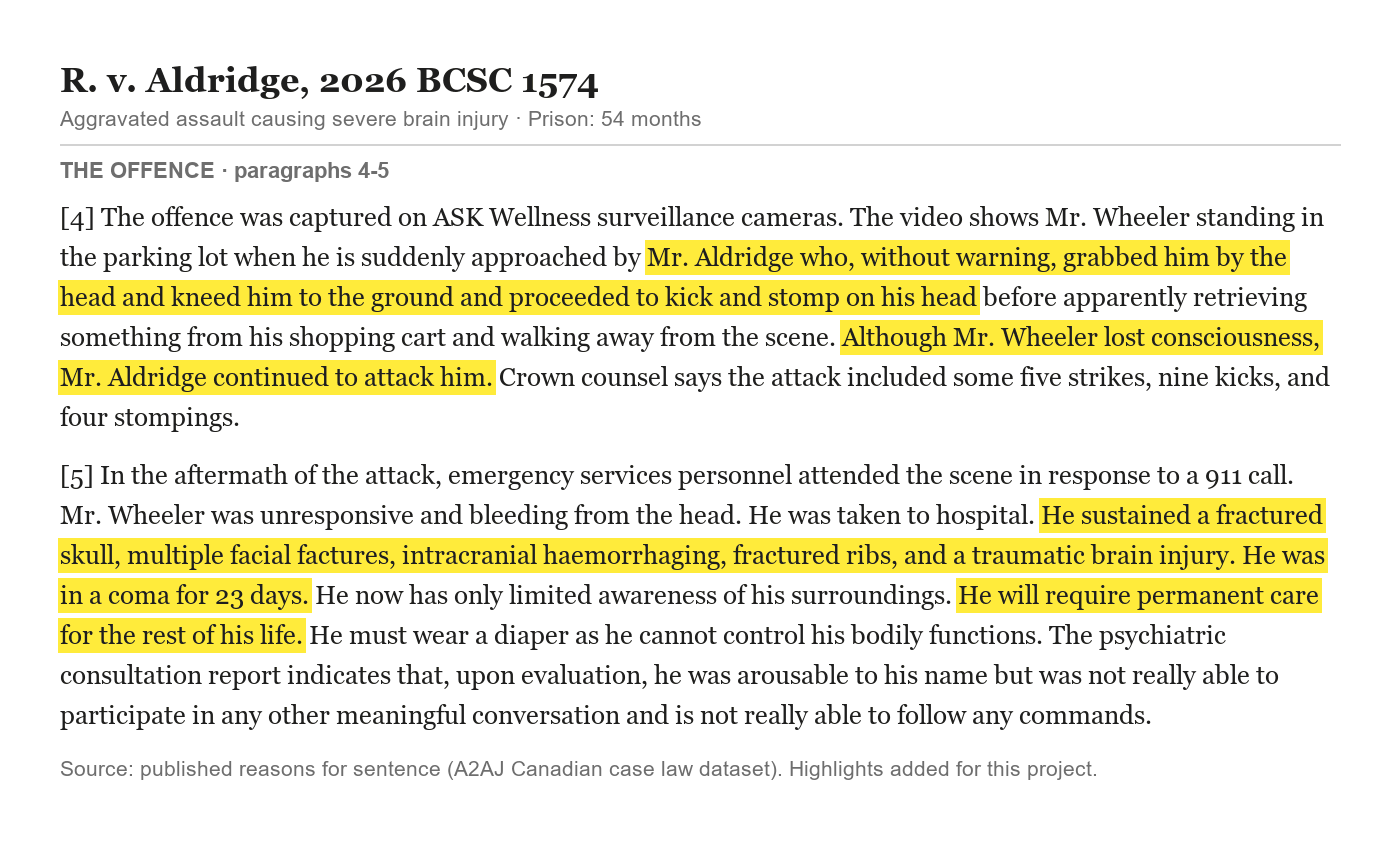 R. v. Aldridge, 2026 BCSC 1574
Aggravated assault causing severe brain injury · Prison: 54 months
THE OFFENCE · paragraphs 4-5
[4] The offence was captured on ASK Wellness surveillance cameras. The video shows Mr. Wheeler standing in
the parking lot when he is suddenly approached by Mr. Aldridge who, without warning, grabbed him by the
head and kneed him to the ground and proceeded to kick and stomp on his head before apparently retrieving
something from his shopping cart and walking away from the scene. Although Mr. Wheeler lost consciousness,
Mr. Aldridge continued to attack him. Crown counsel says the attack included some five strikes, nine kicks, and
four stompings.
[5] In the aftermath of the attack, emergency services personnel attended the scene in response to a 911 call.
Mr. Wheeler was unresponsive and bleeding from the head. He was taken to hospital. He sustained a fractured
skull, multiple facial factures, intracranial haemorrhaging, fractured ribs, and a traumatic brain injury. He was
in a coma for 23 days. He now has only limited awareness of his surroundings. He will require permanent care
for the rest of his life. He must wear a diaper as he cannot control his bodily functions. The psychiatric
consultation report indicates that, upon evaluation, he was arousable to his name but was not really able to
participate in any other meaningful conversation and is not really able to follow any commands.
Source: published reasons for sentence (A2AJ Canadian case law dataset). Highlights added for this project.